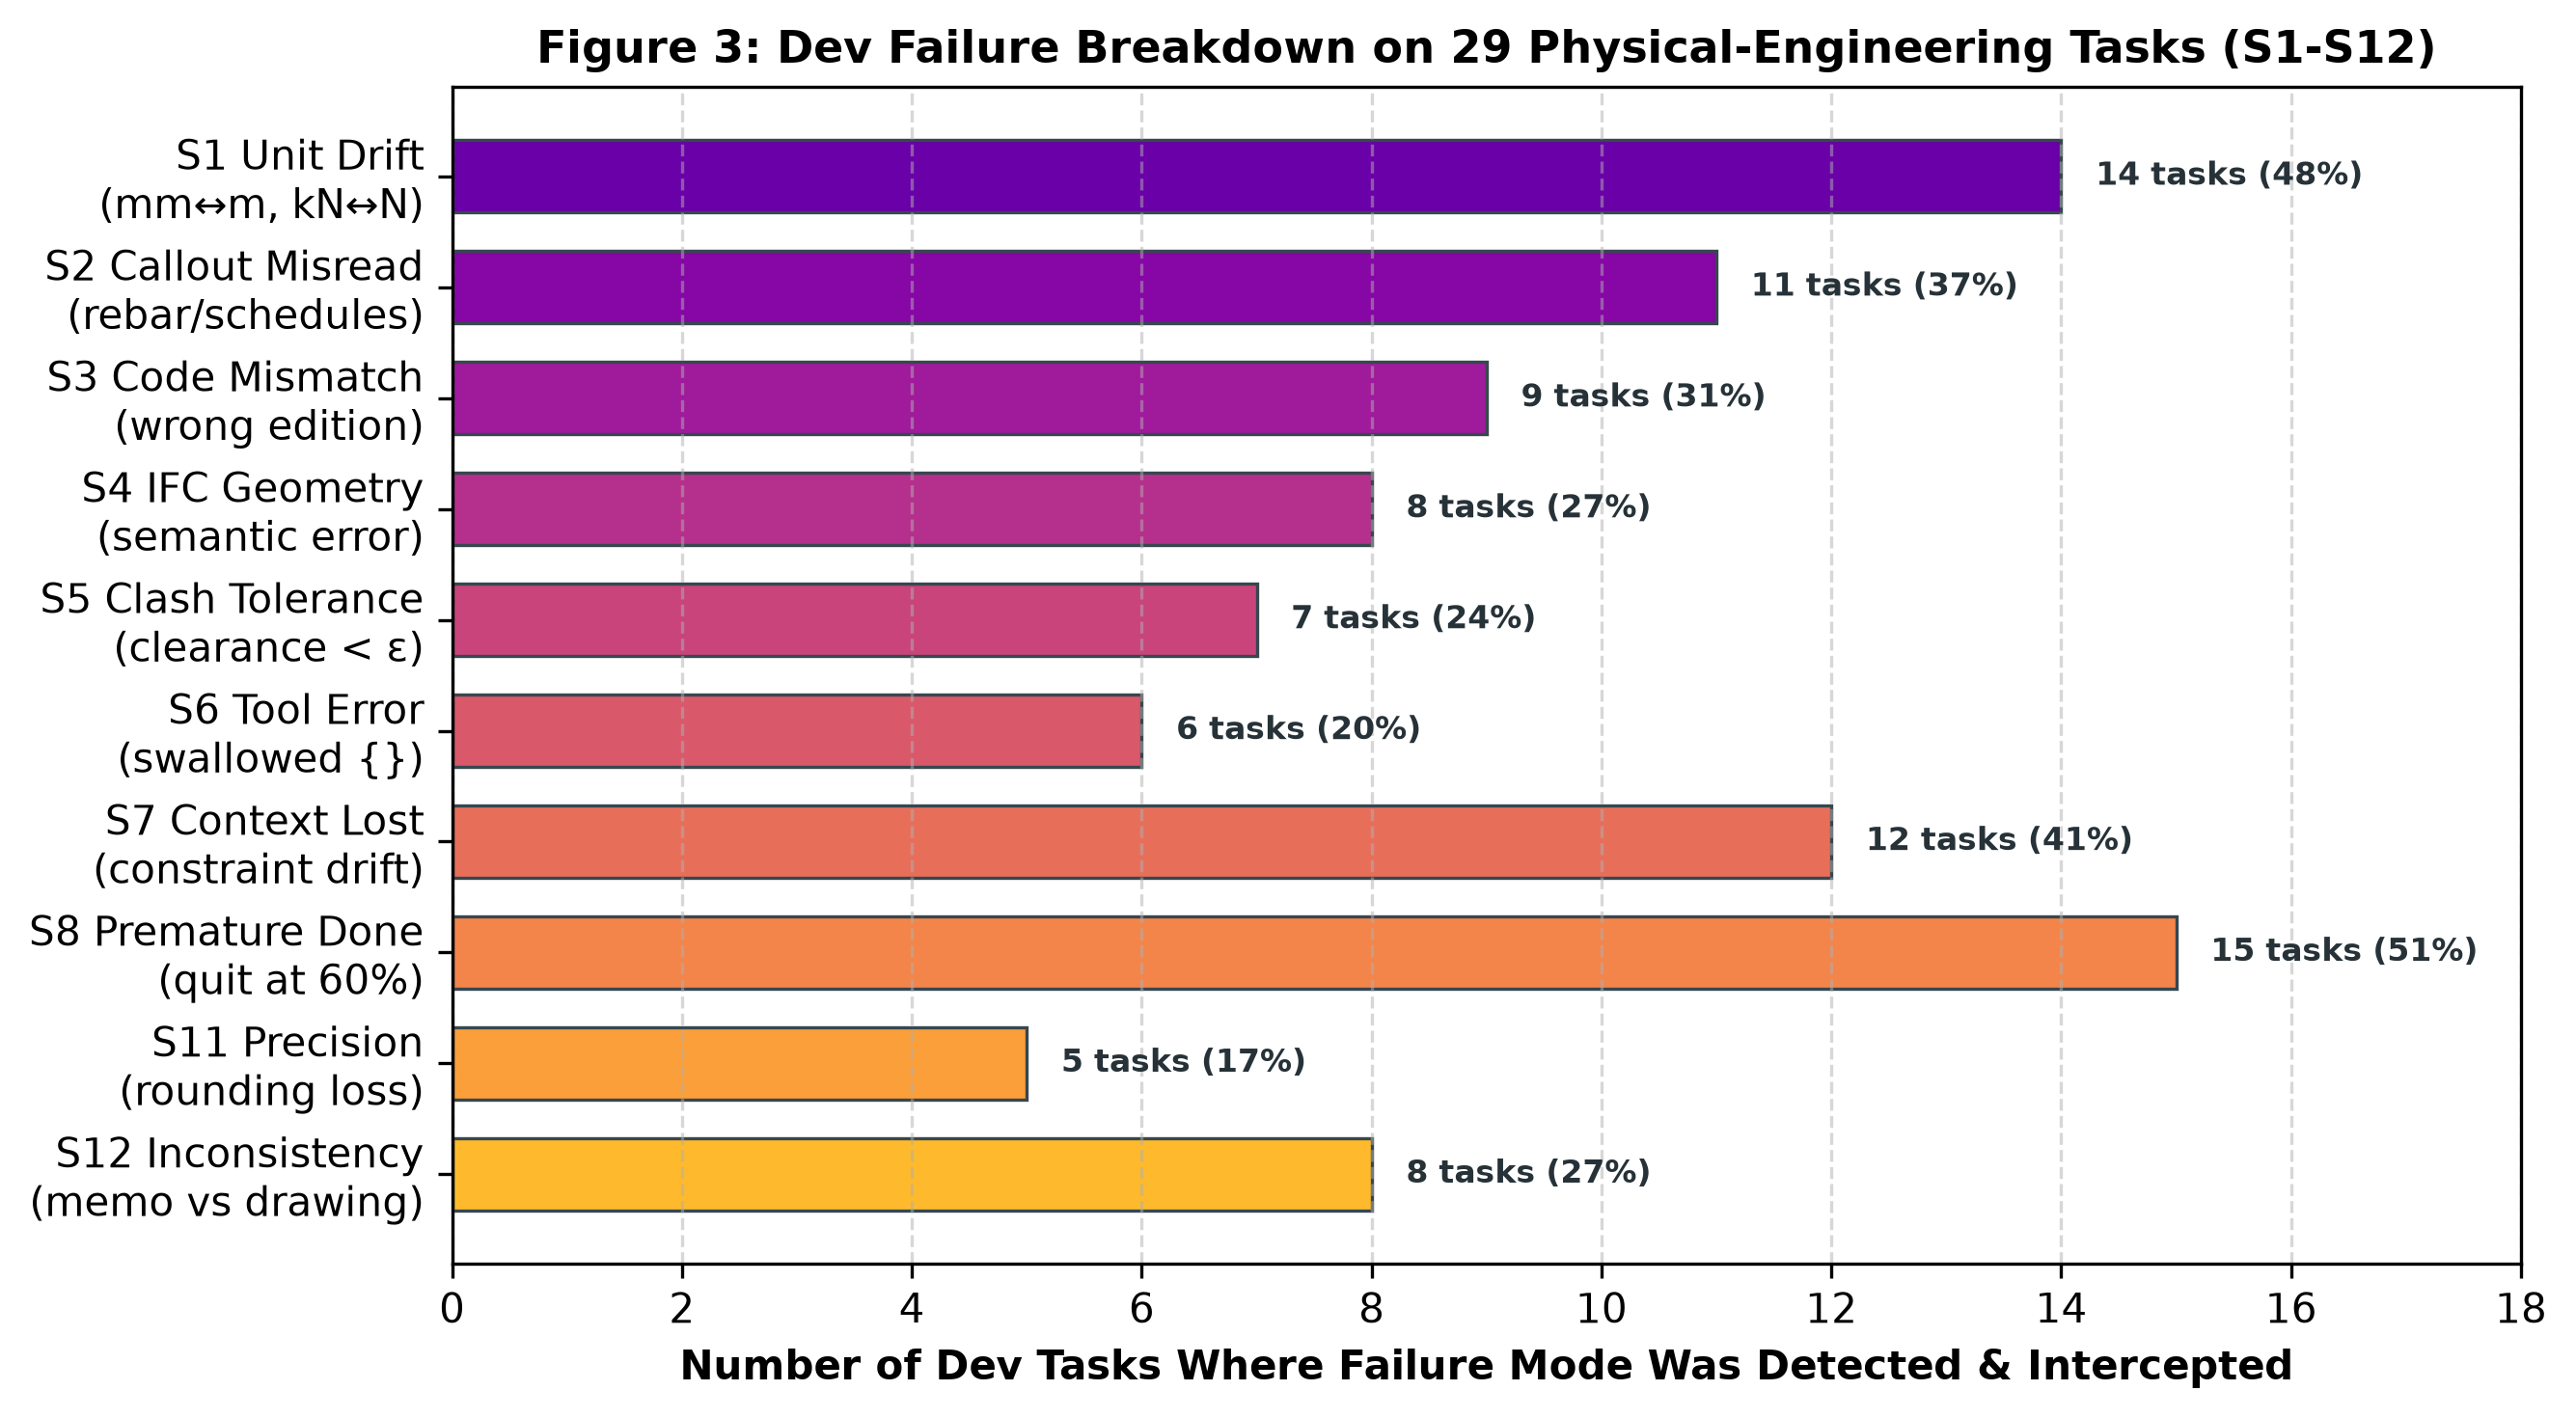 Figure 3: Dev Failure Breakdown on 29 Physical-Engineering Tasks (S1-S12)
S1 Unit Drift
(mm↔m, kN↔N)
14 tasks (48%)
S2 Callout Misread
(rebar/schedules)
11 tasks (37%)
S3 Code Mismatch
(wrong edition)
9 tasks (31%)
S4 IFC Geometry
(semantic error)
8 tasks (27%)
S5 Clash Tolerance
(clearance < ε)
7 tasks (24%)
S6 Tool Error
(swallowed {})
6 tasks (20%)
S7 Context Lost
(constraint drift)
12 tasks (41%)
S8 Premature Done
(quit at 60%)
15 tasks (51%)
S11 Precision
(rounding loss)
5 tasks (17%)
S12 Inconsistency
(memo vs drawing)
8 tasks (27%)
0 2 4 6 8 10 12 14 16 18
Number of Dev Tasks Where Failure Mode Was Detected & Intercepted